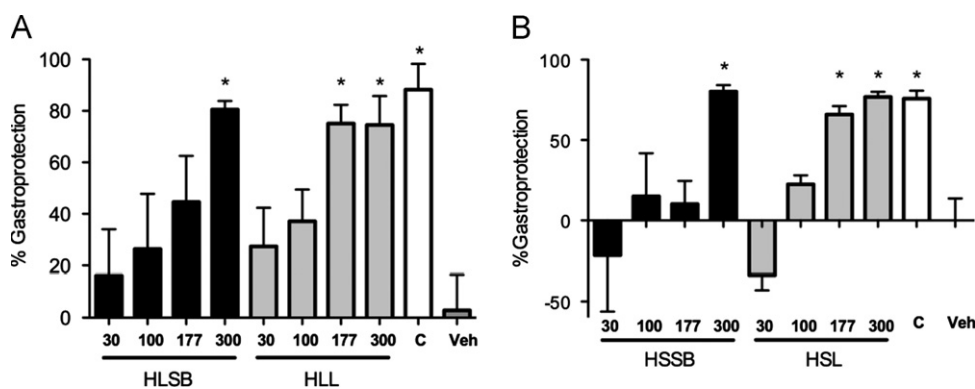 A
% Gastroprotection
100
80
60
40
20
0
* * * *
30 100 177 300 30 100 177 300 C Veh
HLSB HLL
B
%Gastroprotection
100
50
0
-50
* * * *
30 100 177 300 30 100 177 300 C Veh
HSSB HSL